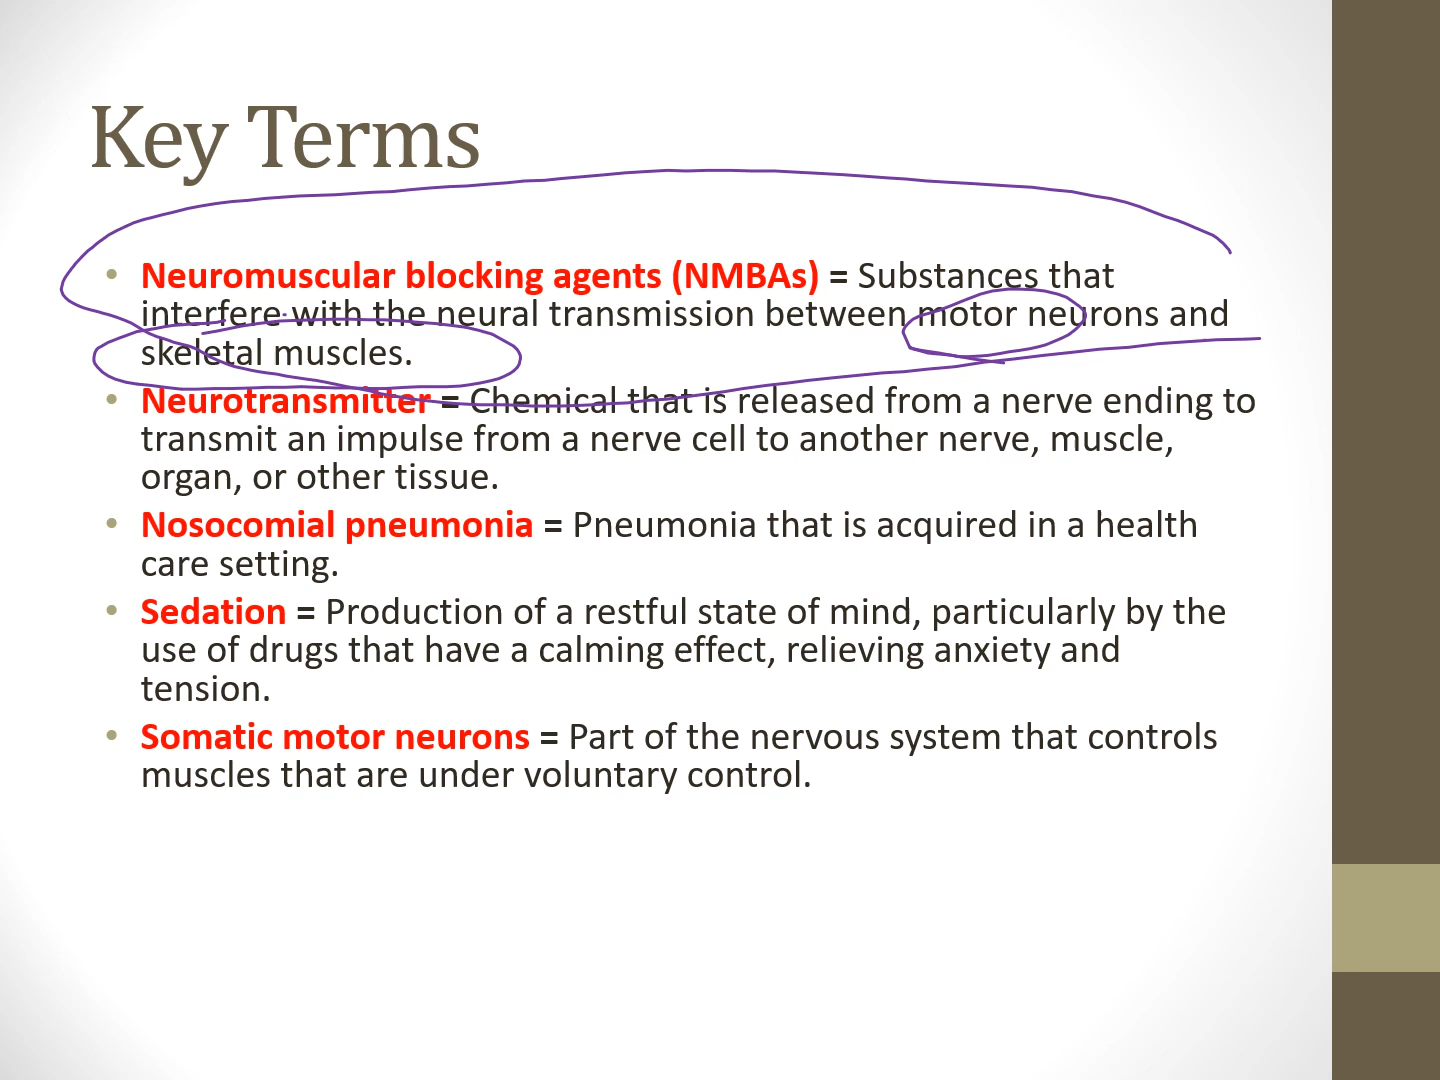 Key Terms
• Neuromuscular blocking agents (NMBAs) = Substances that
interfere with the neural transmission between motor neurons and
skeletal muscles.
• Neurotransmitter = Chemical that is released from a nerve ending to
transmit an impulse from a nerve cell to another nerve, muscle,
organ, or other tissue.
• Nosocomial pneumonia = Pneumonia that is acquired in a health
care setting.
• Sedation = Production of a restful state of mind, particularly by the
use of drugs that have a calming effect, relieving anxiety and
tension.
• Somatic motor neurons = Part of the nervous system that controls
muscles that are under voluntary control.